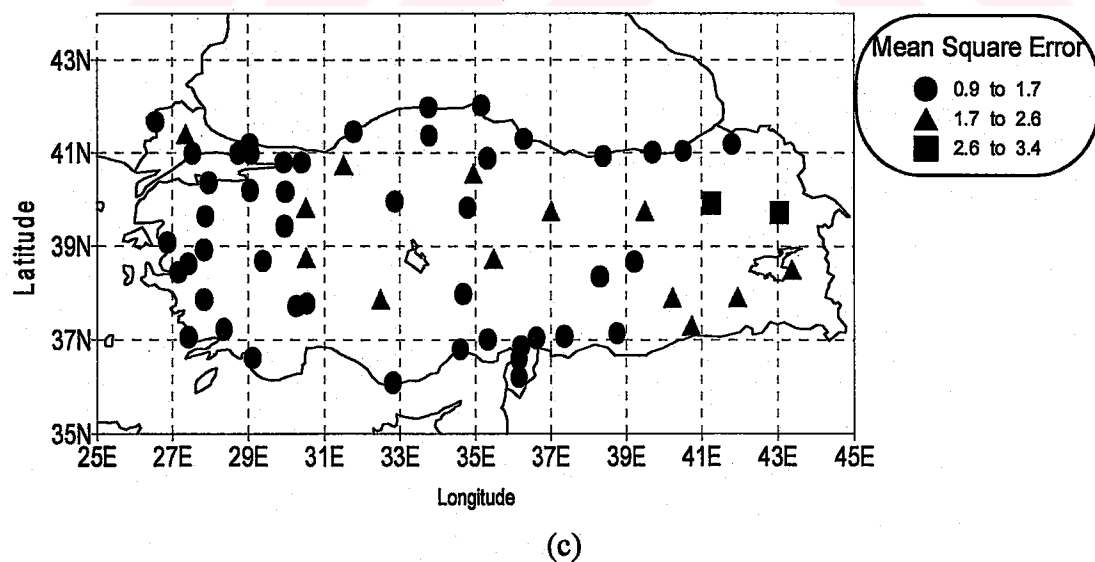 Mean Square Error
0.9 to 1.7
1.7 to 2.6
2.6 to 3.4
Latitude
43N
41N
39N
37N
35N
25E 27E 29E 31E 33E 35E 37E 39E 41E 43E 45E
Longitude
(c)